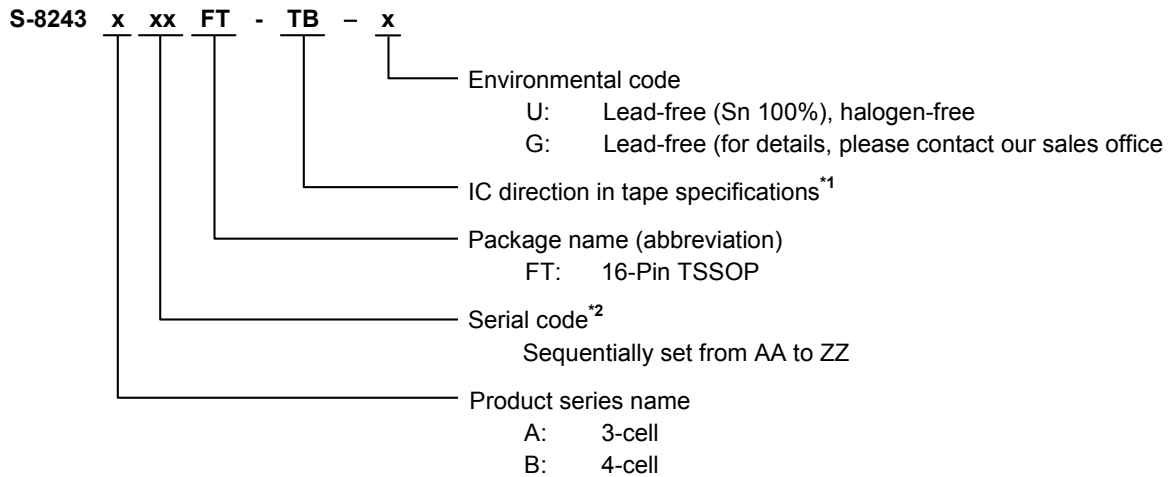 S-8243 x xx FT - TB – x
Environmental code
U: Lead-free (Sn 100%), halogen-free
G: Lead-free (for details, please contact our sales office
IC direction in tape specifications*1
Package name (abbreviation)
FT: 16-Pin TSSOP
Serial code*2
Sequentially set from AA to ZZ
Product series name
A: 3-cell
B: 4-cell